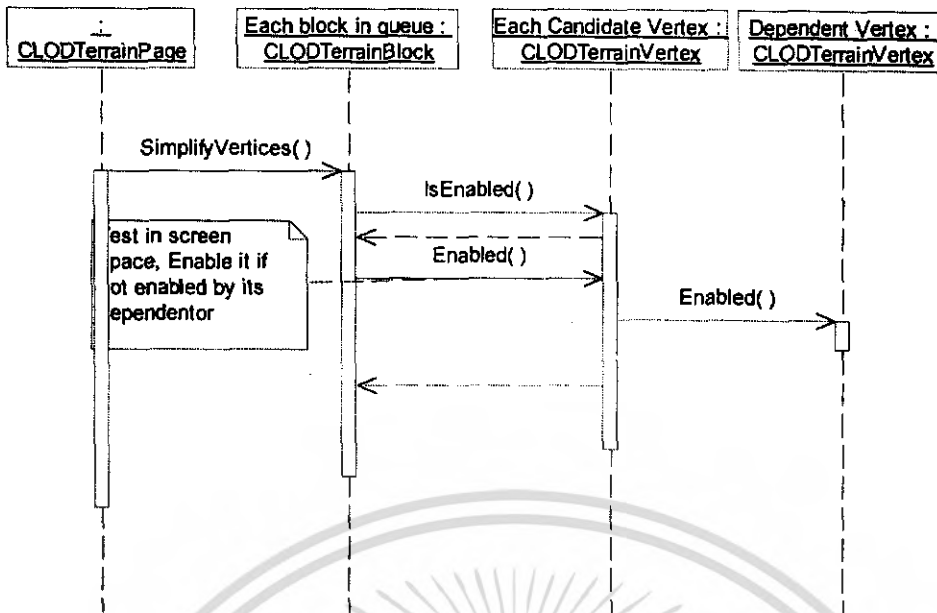 :
CLODTerrainPage
Each block in queue :
CLODTerrainBlock
Each Candidate Vertex :
CLODTerrainVertex
Dependent Vertex :
CLODTerrainVertex
SimplifyVertices( )
IsEnabled( )
est in screen
pace, Enable it if
ot enabled by its
ependentor
Enabled( )
Enabled( )